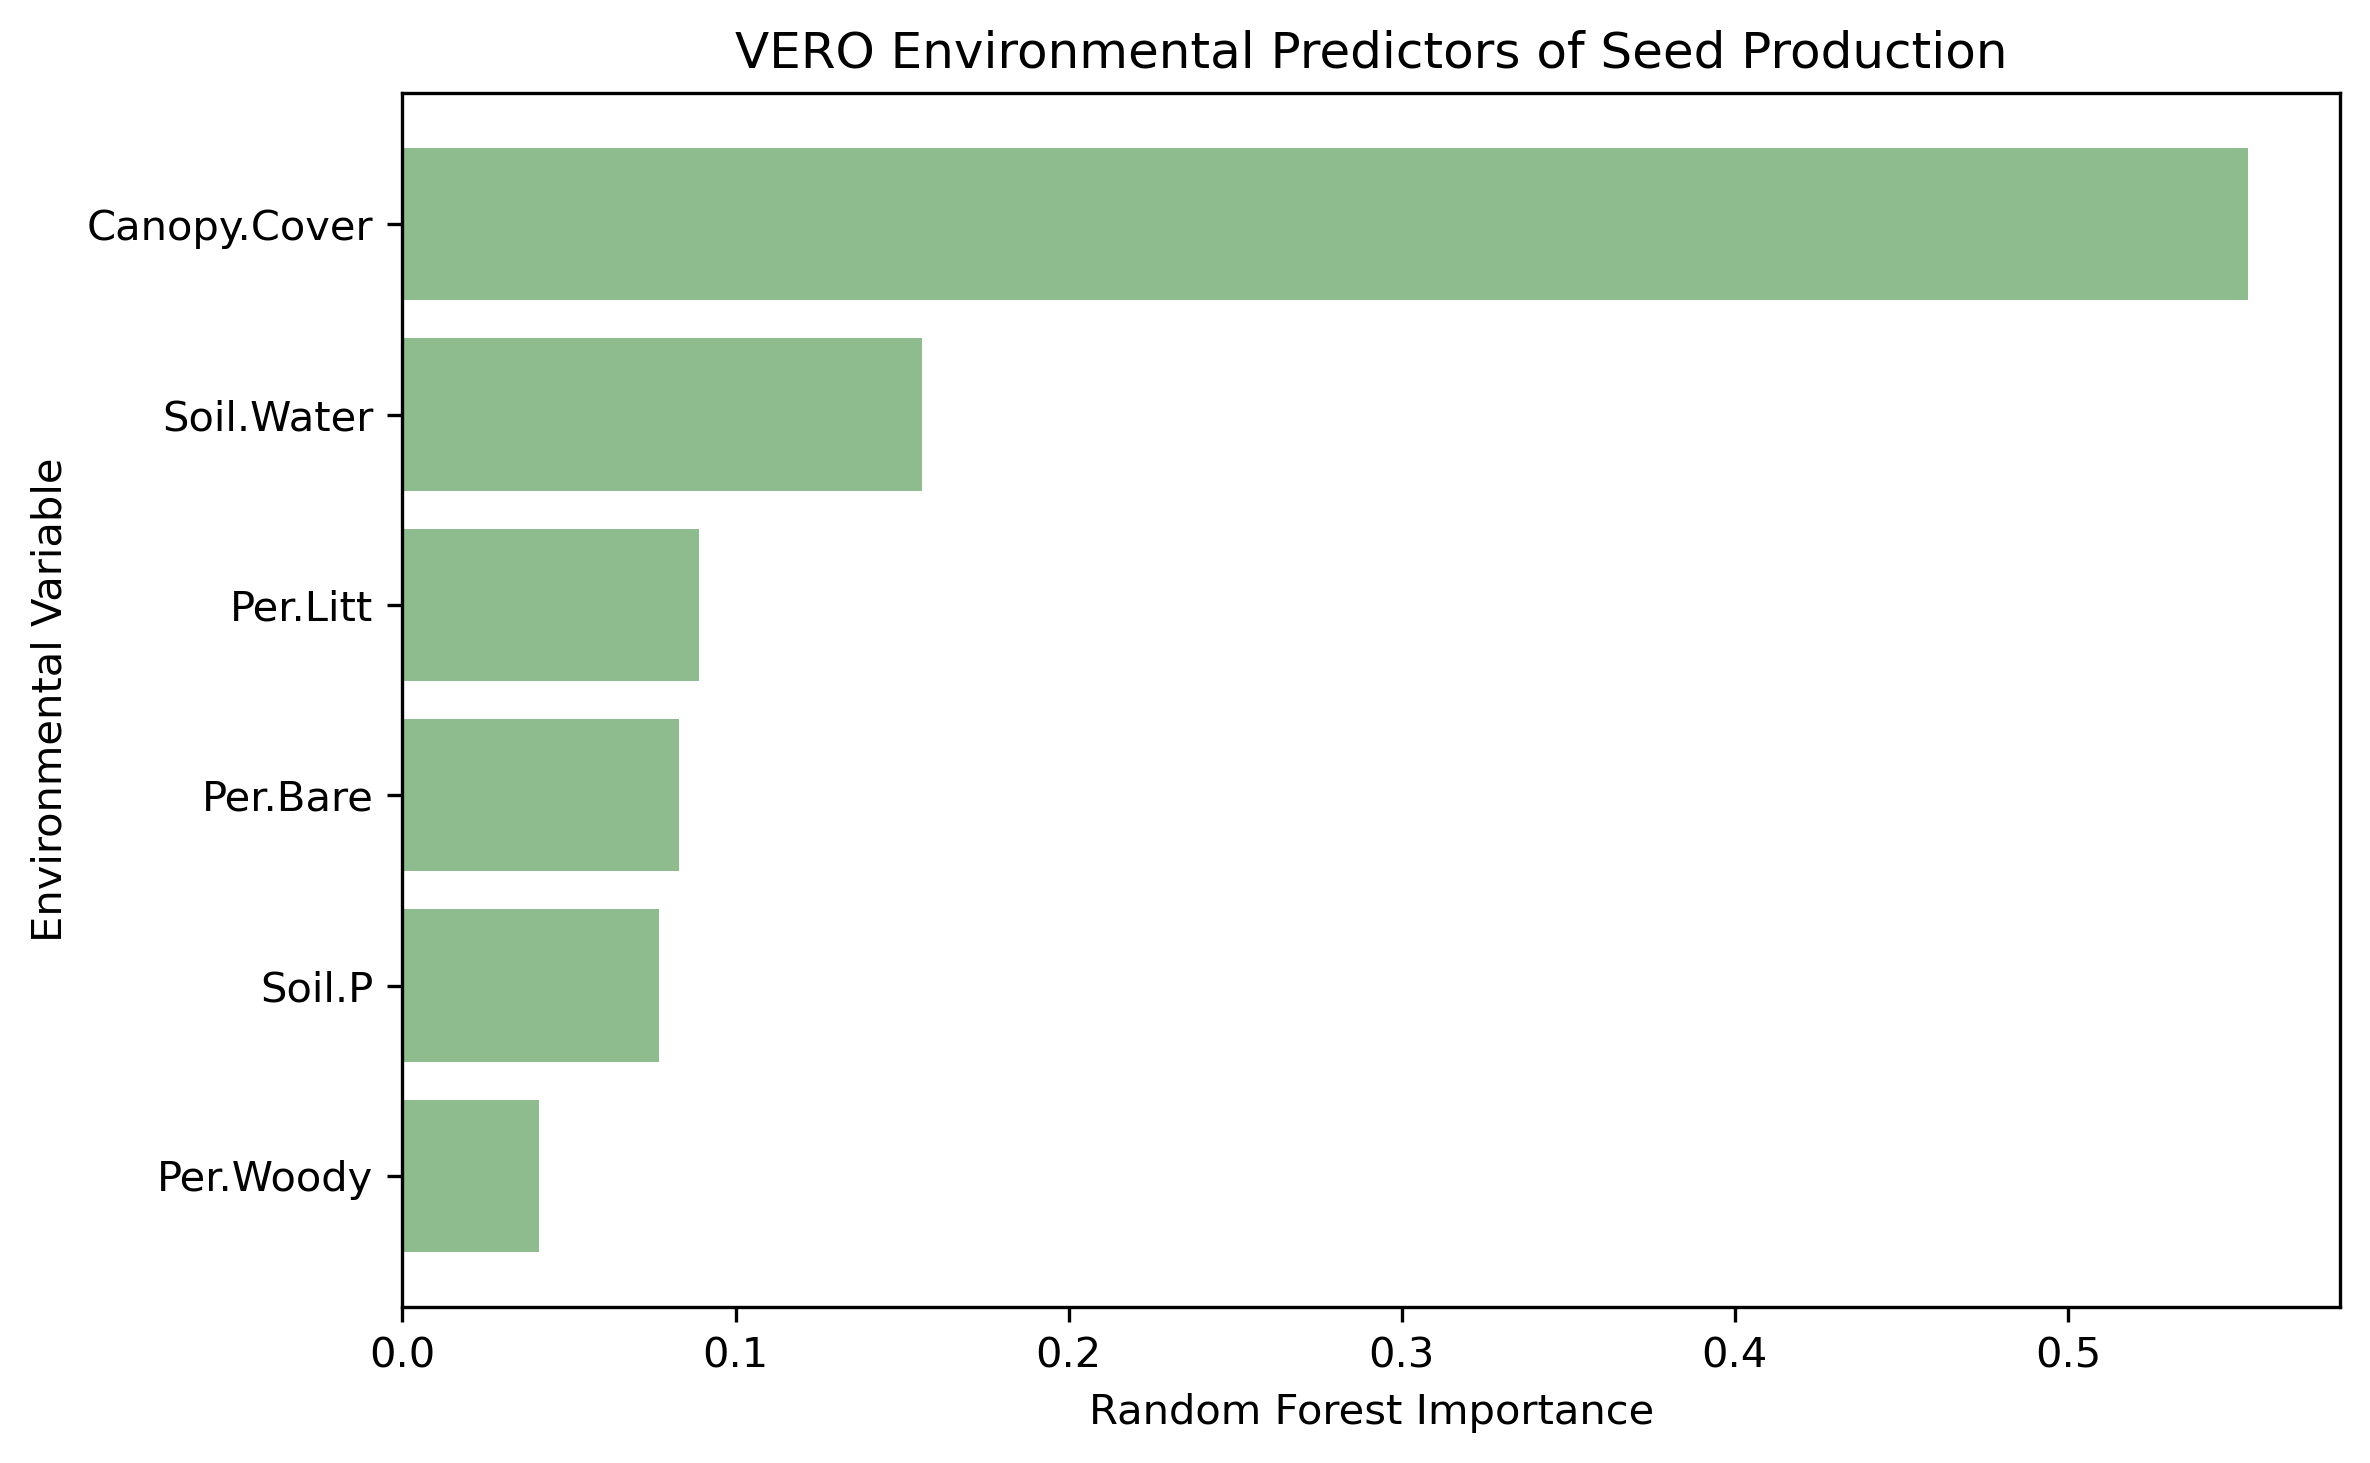 VERO Environmental Predictors of Seed Production
Environmental Variable
Canopy.Cover
Soil.Water
Per.Litt
Per.Bare
Soil.P
Per.Woody
0.0 0.1 0.2 0.3 0.4 0.5
Random Forest Importance